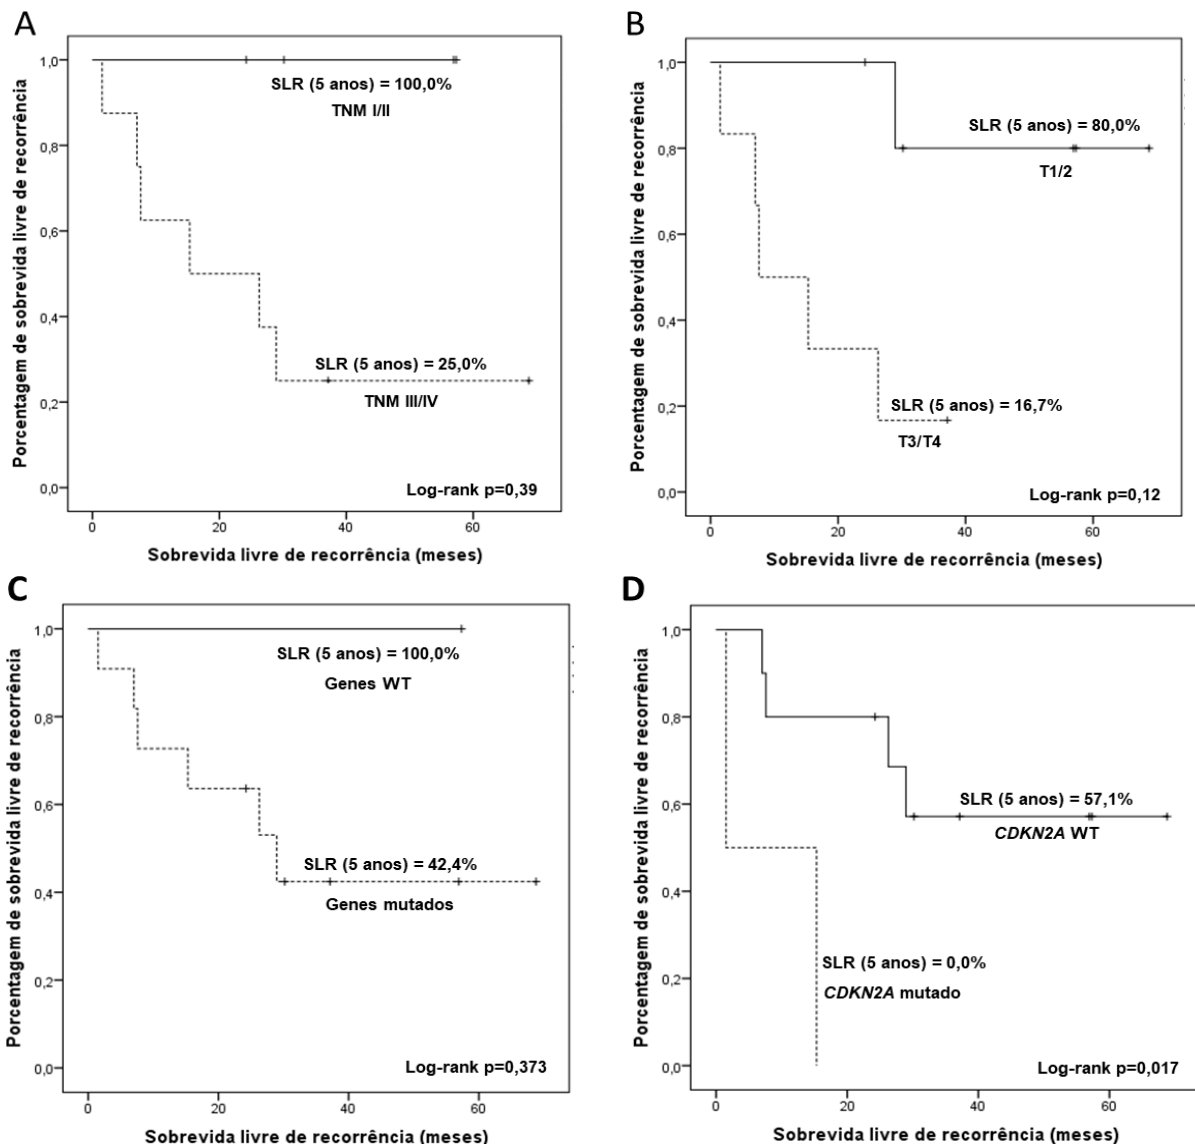 A
Porcentagem de sobrevida livre de recorrência
1,0
0,8
0,6
0,4
0,2
0,0
SLR (5 anos) = 100,0%
TNM I/II
SLR (5 anos) = 25,0%
TNM III/IV
Log-rank p=0,39
0 20 40 60
Sobrevida livre de recorrência (meses)
B
Porcentagem de sobrevida livre de recorrência
1,0
0,8
0,6
0,4
0,2
0,0
SLR (5 anos) = 80,0%
T1/2
SLR (5 anos) = 16,7%
T3/T4
Log-rank p=0,12
0 20 40 60
Sobrevida livre de recorrência (meses)
C
Porcentagem de sobrevida livre de recorrência
1,0
0,8
0,6
0,4
0,2
0,0
SLR (5 anos) = 100,0%
Genes WT
SLR (5 anos) = 42,4%
Genes mutados
Log-rank p=0,373
0 20 40 60
Sobrevida livre de recorrência (meses)
D
Porcentagem de sobrevida livre de recorrência
1,0
0,8
0,6
0,4
0,2
0,0
SLR (5 anos) = 57,1%
CDKN2A WT
SLR (5 anos) = 0,0%
CDKN2A mutado
Log-rank p=0,017
0 20 40 60
Sobrevida livre de recorrência (meses)